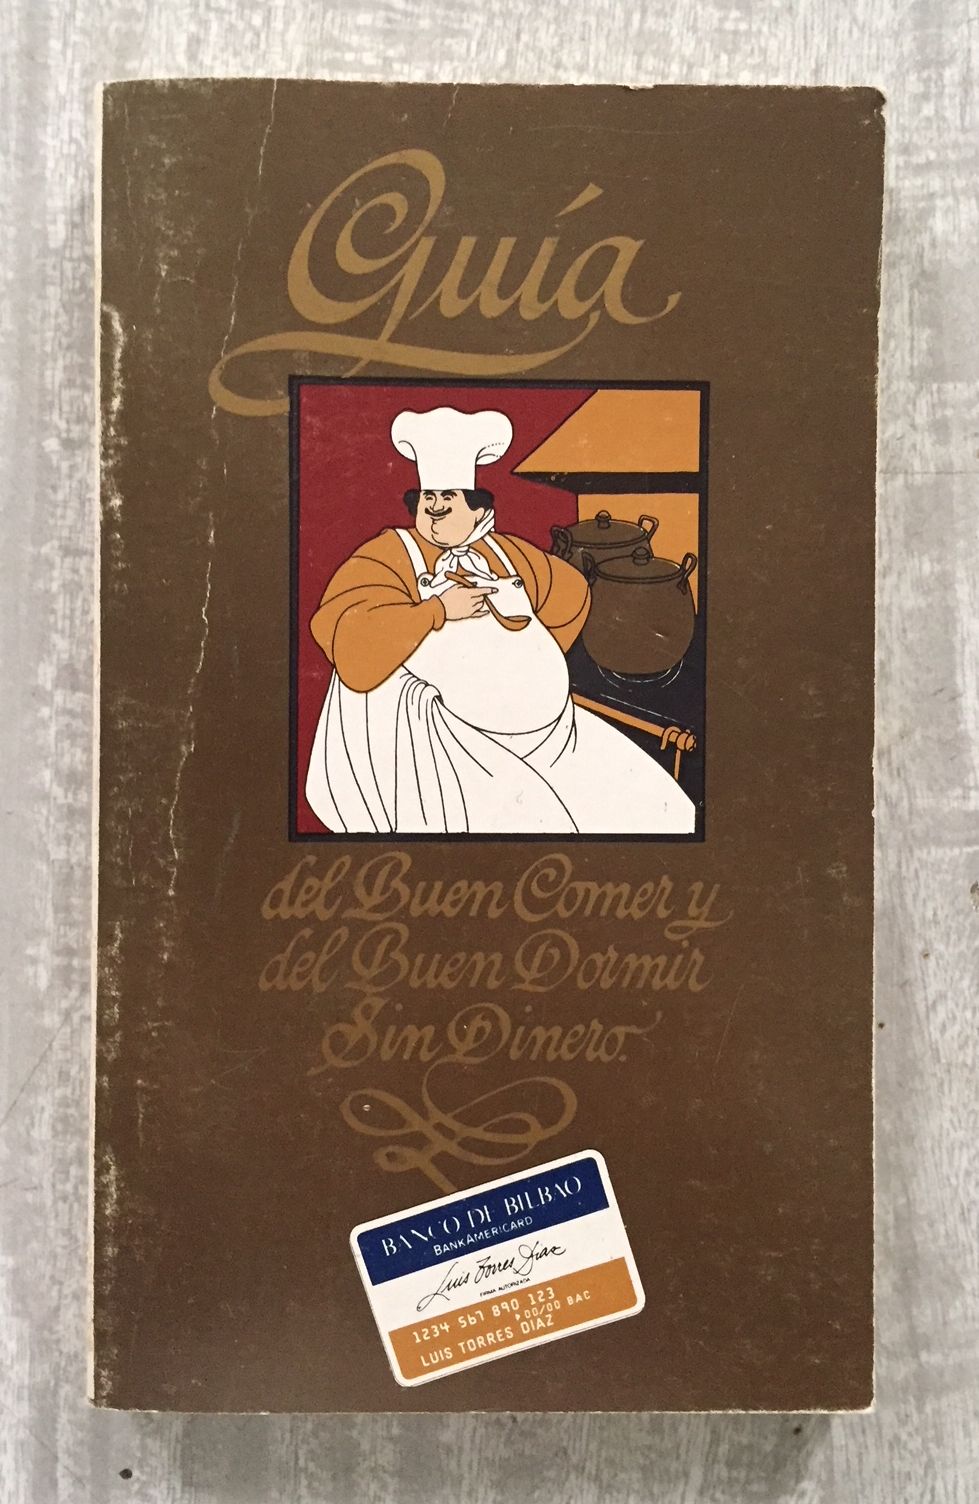 Guía
del Buen Comer y
del Buen Dormir
Sin Dinero.
BANCO DE BILBAO
BANKAMERICARD
Luis Torres Díaz
FIRMA AUTORIZADA
1234 567 890 123
00/00 BAC
LUIS TORRES DIAZ